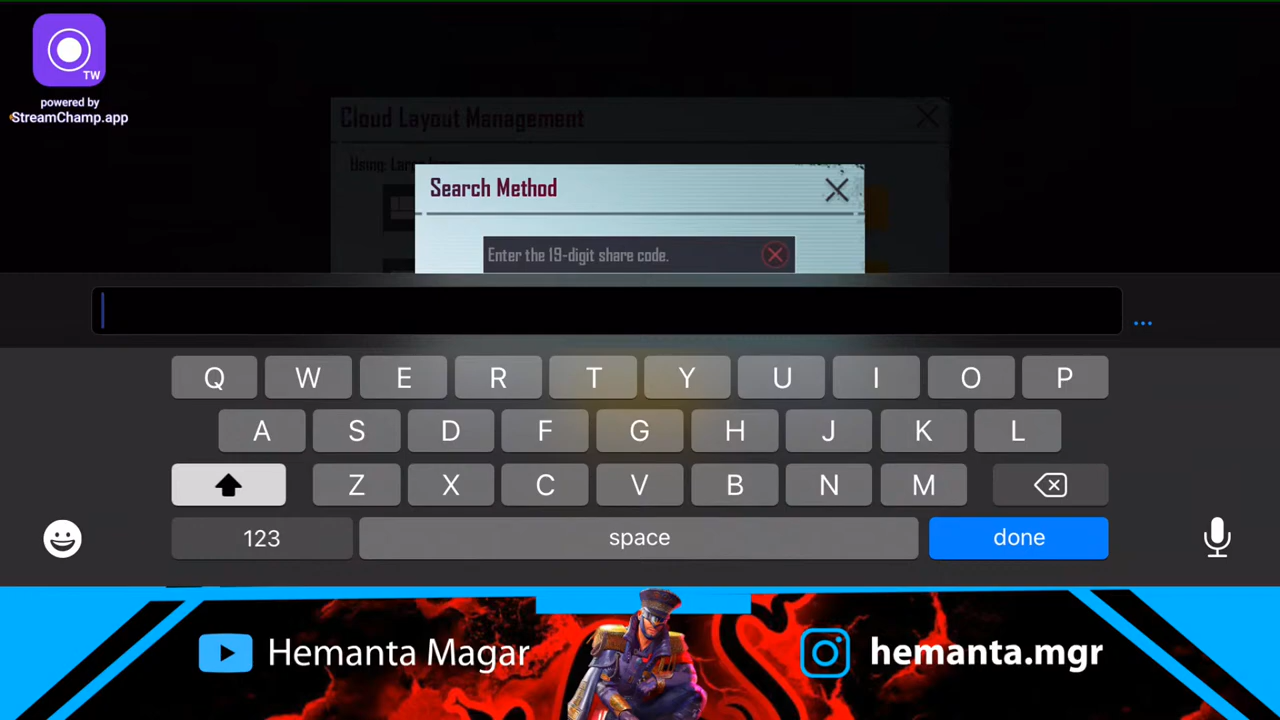 TW
powered by
StreamChamp.app
Cloud Layout Management
Search Method
Enter the 19-digit share code.
...
Q W E R T Y U I O P
A S D F G H J K L
Z X C V B N M
123 space done
Hemanta Magar
hemanta.mgr